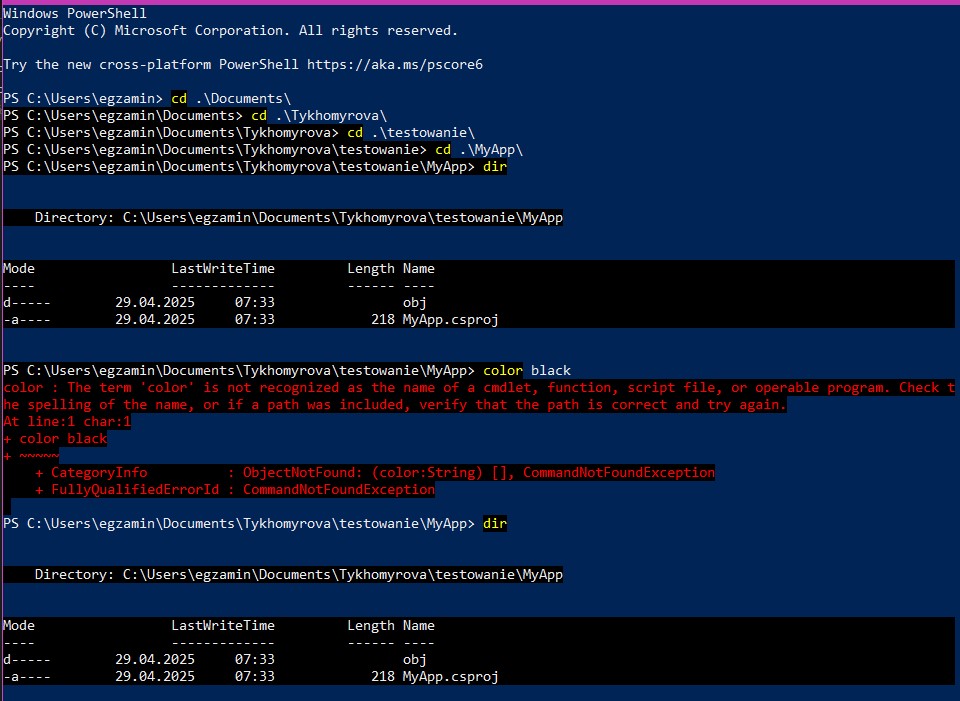 Windows PowerShell
Copyright (C) Microsoft Corporation. All rights reserved.
Try the new cross-platform PowerShell https://aka.ms/pscore6
PS C:\Users\egzamin> cd .\Documents\
PS C:\Users\egzamin\Documents> cd .\Tykhomyrova\
PS C:\Users\egzamin\Documents\Tykhomyrova> cd .\testowanie\
PS C:\Users\egzamin\Documents\Tykhomyrova\testowanie> cd .\MyApp\
PS C:\Users\egzamin\Documents\Tykhomyrova\testowanie\MyApp> dir
    Directory: C:\Users\egzamin\Documents\Tykhomyrova\testowanie\MyApp
Mode                 LastWriteTime         Length Name
----                 -------------         ------ ----
d-----        29.04.2025     07:33                obj
-a----        29.04.2025     07:33            218 MyApp.csproj
PS C:\Users\egzamin\Documents\Tykhomyrova\testowanie\MyApp> color black
color : The term 'color' is not recognized as the name of a cmdlet, function, script file, or operable program. Check t
he spelling of the name, or if a path was included, verify that the path is correct and try again.
At line:1 char:1
+ color black
+ ~~~~~
    + CategoryInfo          : ObjectNotFound: (color:String) [], CommandNotFoundException
    + FullyQualifiedErrorId : CommandNotFoundException
PS C:\Users\egzamin\Documents\Tykhomyrova\testowanie\MyApp> dir
    Directory: C:\Users\egzamin\Documents\Tykhomyrova\testowanie\MyApp
Mode                 LastWriteTime         Length Name
----                 -------------         ------ ----
d-----        29.04.2025     07:33                obj
-a----        29.04.2025     07:33            218 MyApp.csproj